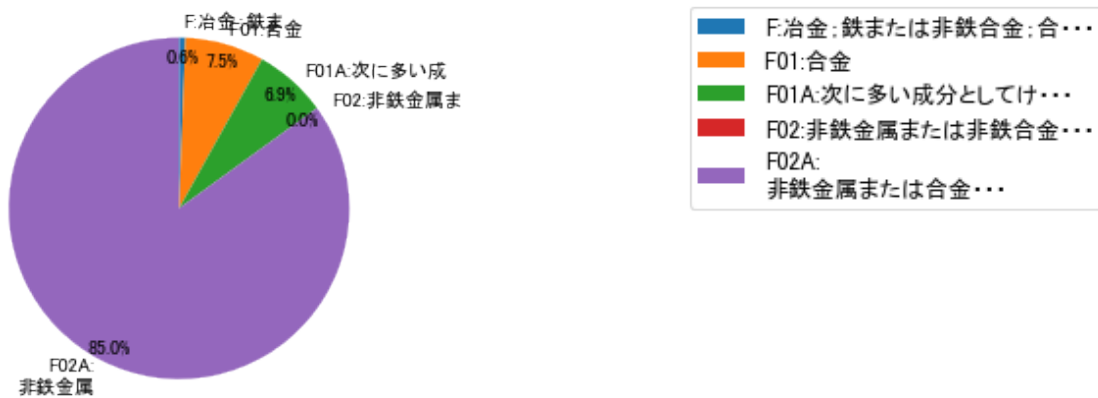 F:冶金;鉄ま
F01:合金
0.6%
7.5%
F01A:次に多い成
6.9%
F02:非鉄金属ま
0.0%
85.0%
F02A:
非鉄金属
F:冶金;鉄または非鉄合金;合・・・
F01:合金
F01A:次に多い成分としてけ・・・
F02:非鉄金属または非鉄合金・・・
F02A:
非鉄金属または合金・・・